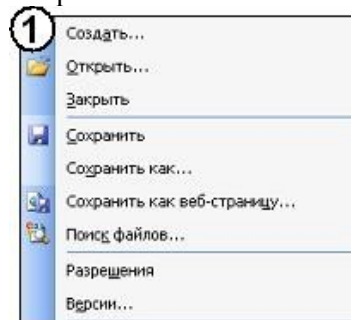 1
Создать...
Открыть...
Закрыть
Сохранить
Сохранить как...
Сохранить как веб-страницу...
Поиск файлов...
Разрешения
Версии...